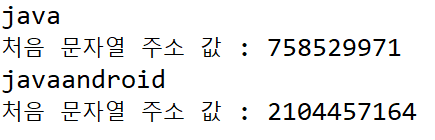 java
처음 문자열 주소 값 : 758529971
javaandroid
처음 문자열 주소 값 : 2104457164